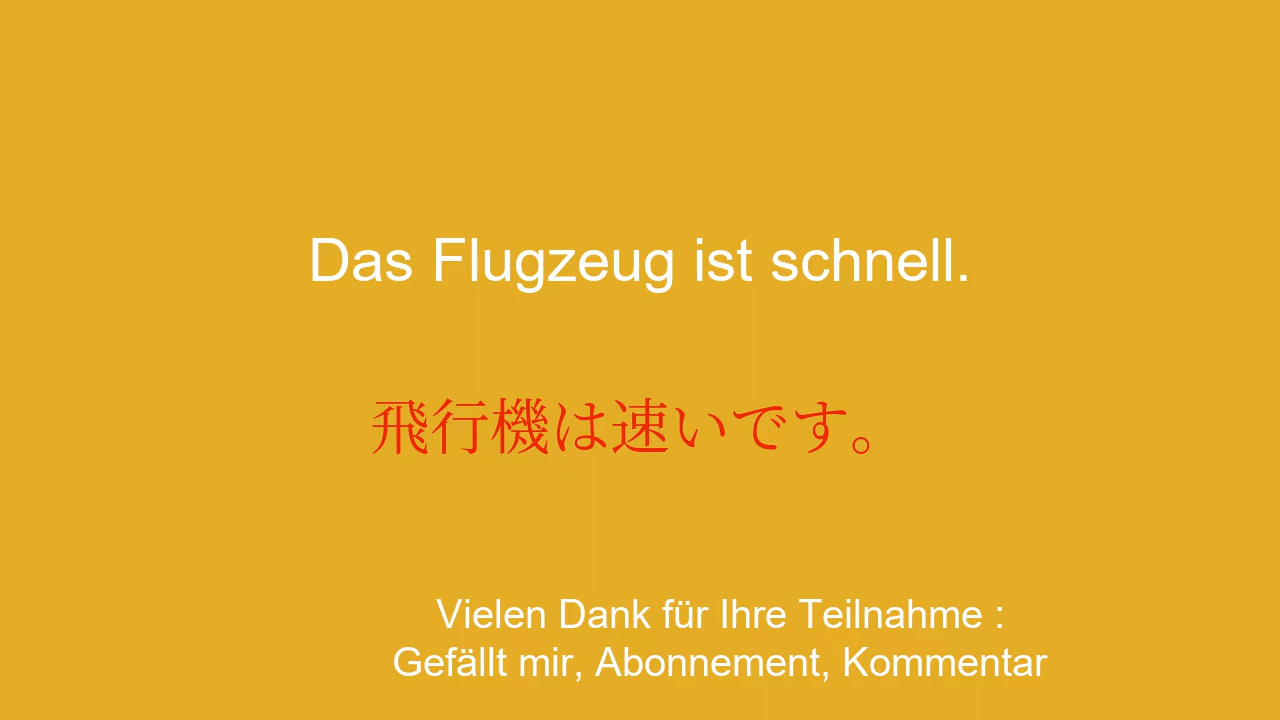 Das Flugzeug ist schnell.
飛行機は速いです。
Vielen Dank für Ihre Teilnahme :
Gefällt mir, Abonnement, Kommentar